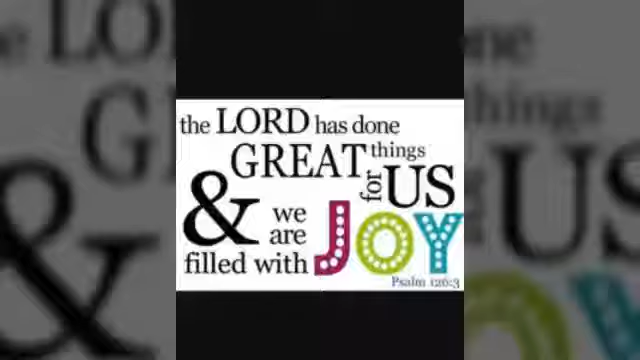 the LORD has done
GREAT things
for US
& we
are
filled with JOY
Psalm 126:3